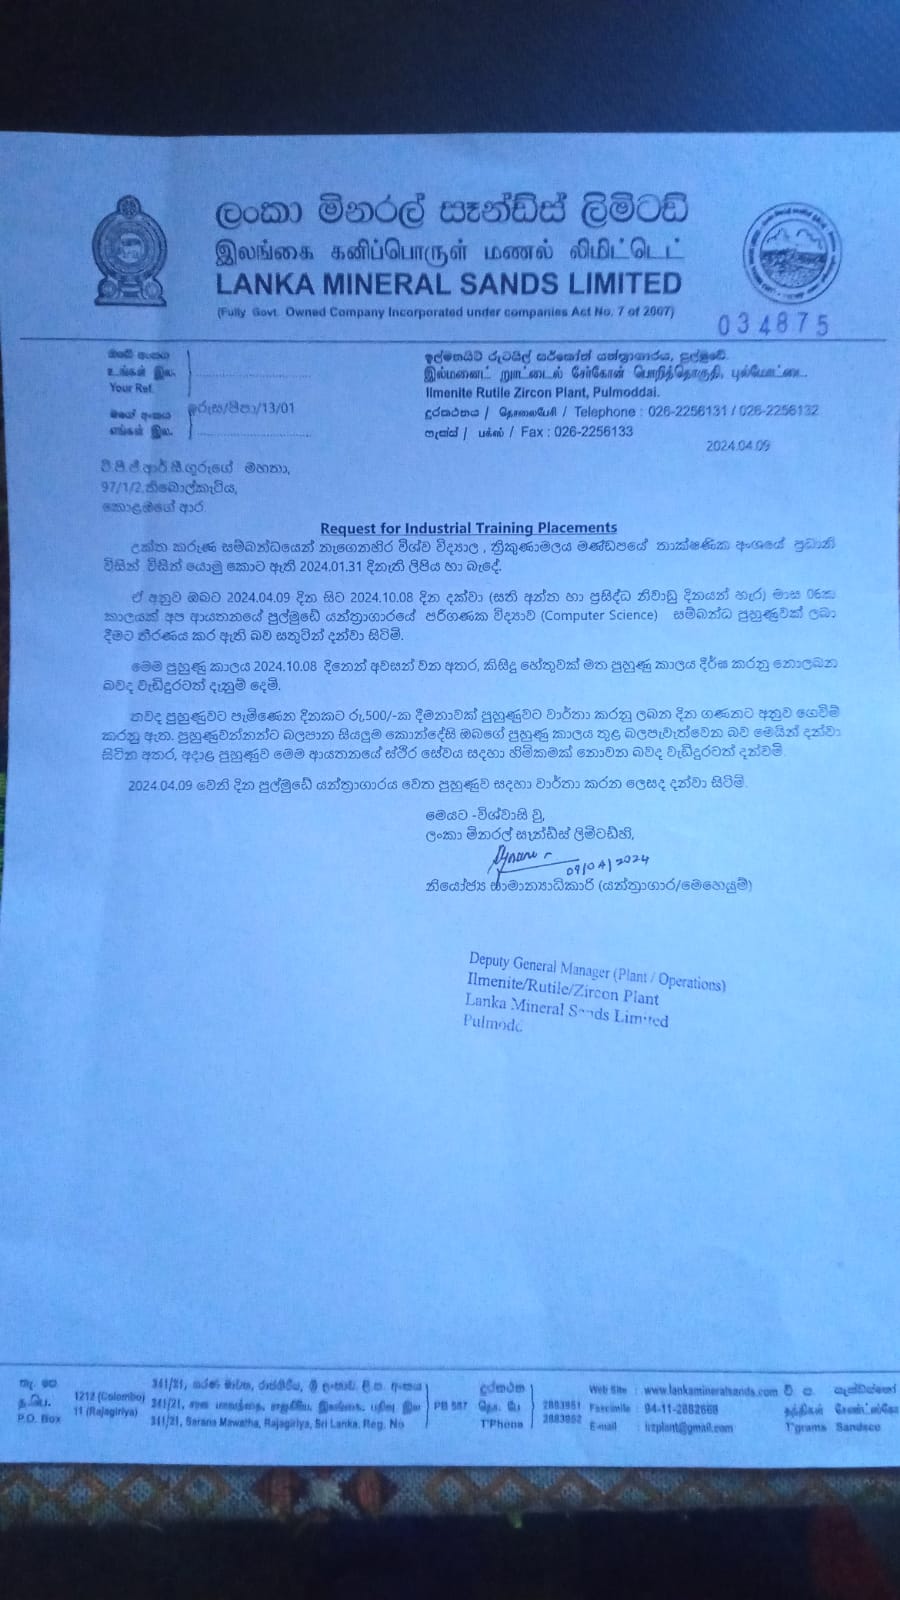 ලංකා මිනරල් සෑන්ඩ්ස් ලිමිටඩ්
இலங்கை கனிப்பொருள் மணல் லிமிட்டெட்
LANKA MINERAL SANDS LIMITED
(Fully Govt. Owned Company Incorporated under companies Act No. 7 of 2007)
034875
ඔබේ අංකය
உங்கள் இல.
Your Ref.
මගේ අංකය
எங்கள் இல.
ඉරුස/පිපා/13/01
ඉල්මනයිට් රුටයිල් සර්කෝන් යන්ත්‍රාගාරය, පුල්මුඩේ.
இல்மனைட் றூட்டைல் சேர்கோன் பொறித்தொகுதி, புல்மோட்டை.
Ilmenite Rutile Zircon Plant, Pulmoddai.
දුරකථනය / தொலைபேசி / Telephone : 026-2256131 / 026-2256132
ෆැක්ස් / பக்ஸ் / Fax : 026-2256133
2024.04.09
ගුරුගේ මහතා,
97/1/2,
කොළඹගේ ආර.
Request for Industrial Training Placements
උක්ත කරුණ සම්බන්ධයෙන් නැගෙනහිර විශ්ව විද්‍යාල , ත්‍රිකුණාමලය මණ්ඩපයේ තාක්ෂණික අංශයේ ප්‍රධානි
විසින් විසින් යොමු කොට ඇති 2024.01.31 දිනැති ලිපිය හා බැඳේ.
ඒ අනුව ඔබට 2024.04.09 දින සිට 2024.10.08 දින දක්වා (සති අන්ත හා ප්‍රසිද්ධ නිවාඩු දිනයන් හැර) මාස 06ක
කාලයක් අප ආයතනයේ පුල්මුඩේ යන්ත්‍රාගාරයේ පරිගණක විද්‍යාව (Computer Science) සම්බන්ධ පුහුණුවක් ලබා
දීමට තීරණය කර ඇති බව සතුටින් දන්වා සිටිමි.
මෙම පුහුණු කාලය 2024.10.08 දිනෙන් අවසන් වන අතර, කිසිදු හේතුවක් මත පුහුණු කාලය දීර්ඝ කරනු නොලබන
බවද වැඩිදුරටත් දැනුම් දෙමි.
තවද පුහුණුවට පැමිණෙන දිනකට රු,500/-ක දීමනාවක් පුහුණුවට වාර්තා කරනු ලබන දින ගණනට අනුව ගෙවීම්
කරනු ඇත. පුහුණුවන්නන්ට බලපාන සියලුම කොන්දේසි ඔබගේ පුහුණු කාලය තුළ බලපැවැත්වෙන බව මෙයින් දන්වා
සිටින අතර, අදාළ පුහුණුව මෙම ආයතනයේ ස්ථිර සේවය සඳහා හිමිකමක් නොවන බවද වැඩිදුරටත් දන්වමි.
2024.04.09 වෙනි දින පුල්මුඩේ යන්ත්‍රාගාරය වෙත පුහුණුව සඳහා වාර්තා කරන ලෙසද දන්වා සිටිමි.
මෙයට -විශ්වාසී වූ,
ලංකා මිනරල් සෑන්ඩ්ස් ලිමිටඩ්හි,
09/04/2024
නියෝජ්‍ය සාමාන්‍යාධිකාරි (යන්ත්‍රාගාර/මෙහෙයුම්)
Deputy General Manager (Plant / Operations)
Ilmenite/Rutile/Zircon Plant
Lanka Mineral Sands Limited
Pulmodd
තැ. පෙ.
த.பெ.
P.O. Box
1212 (Colombo)
11 (Rajagiriya)
341/21, Sarana Mawatha, Rajagiriya, Sri Lanka, Reg. No
PB 587
දුරකථන
தொ. பே.
T'Phone
2883951
2883952
Web Site : www.lankamineralsands.com
Facsimile : 94-11-2882668
E-mail : irzplant@gmail.com
වි. ප.
தந்திகள்
T'grams Sandsco